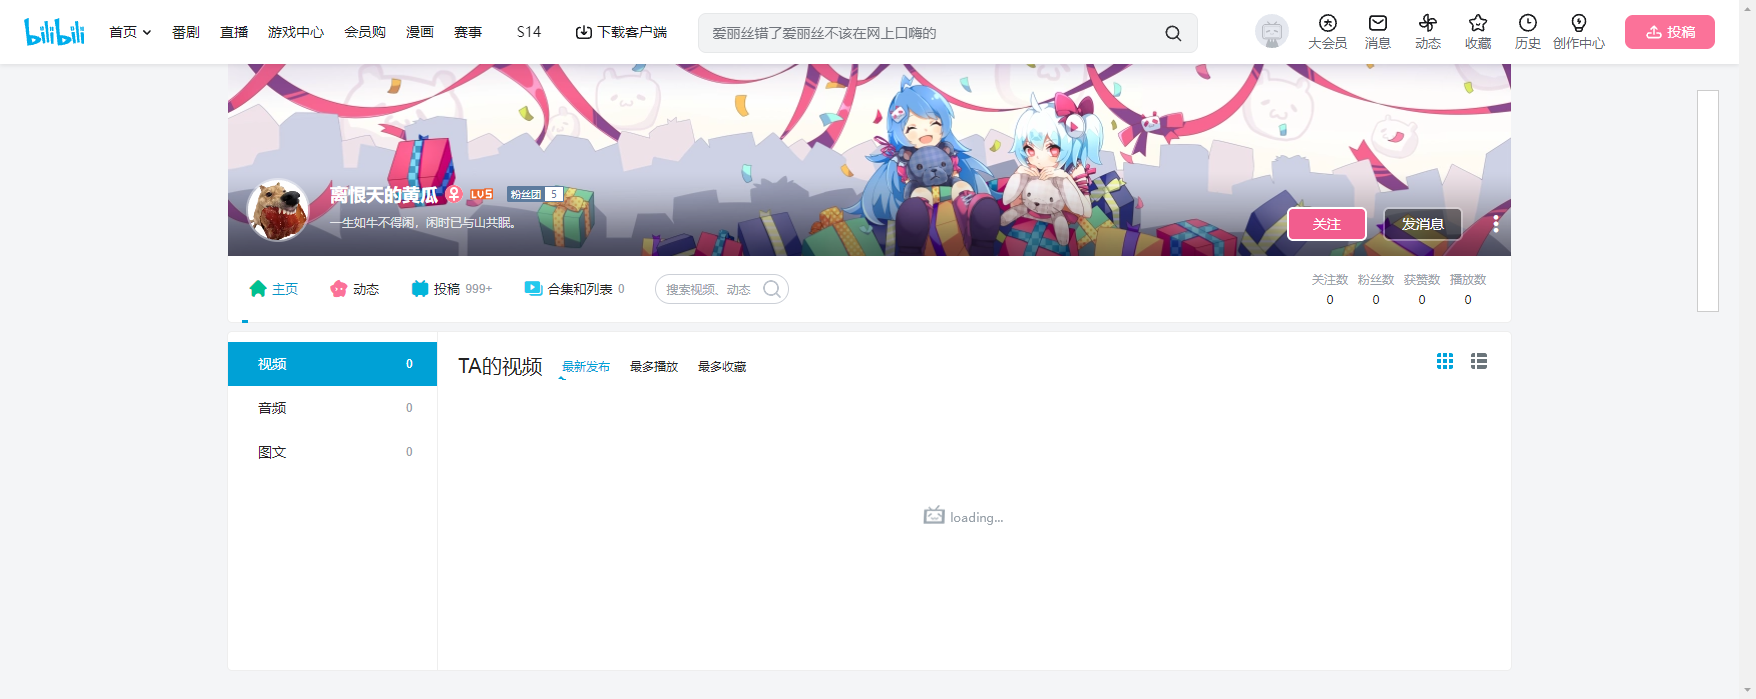 bilibili
首页 番剧 直播 游戏中心 会员购 漫画 赛事 S14 下载客户端
爱丽丝错了爱丽丝不该在网上口嗨的
大会员 消息 动态 收藏 历史 创作中心 投稿
离恨天的黄瓜 LV5 粉丝团 5
一生如牛不得闲，闲时已与山共眠。
关注 发消息
主页 动态 投稿 999+ 合集和列表 0 搜索视频、动态
关注数 粉丝数 获赞数 播放数
0 0 0 0
视频 0
音频 0
图文 0
TA的视频 最新发布 最多播放 最多收藏
loading...